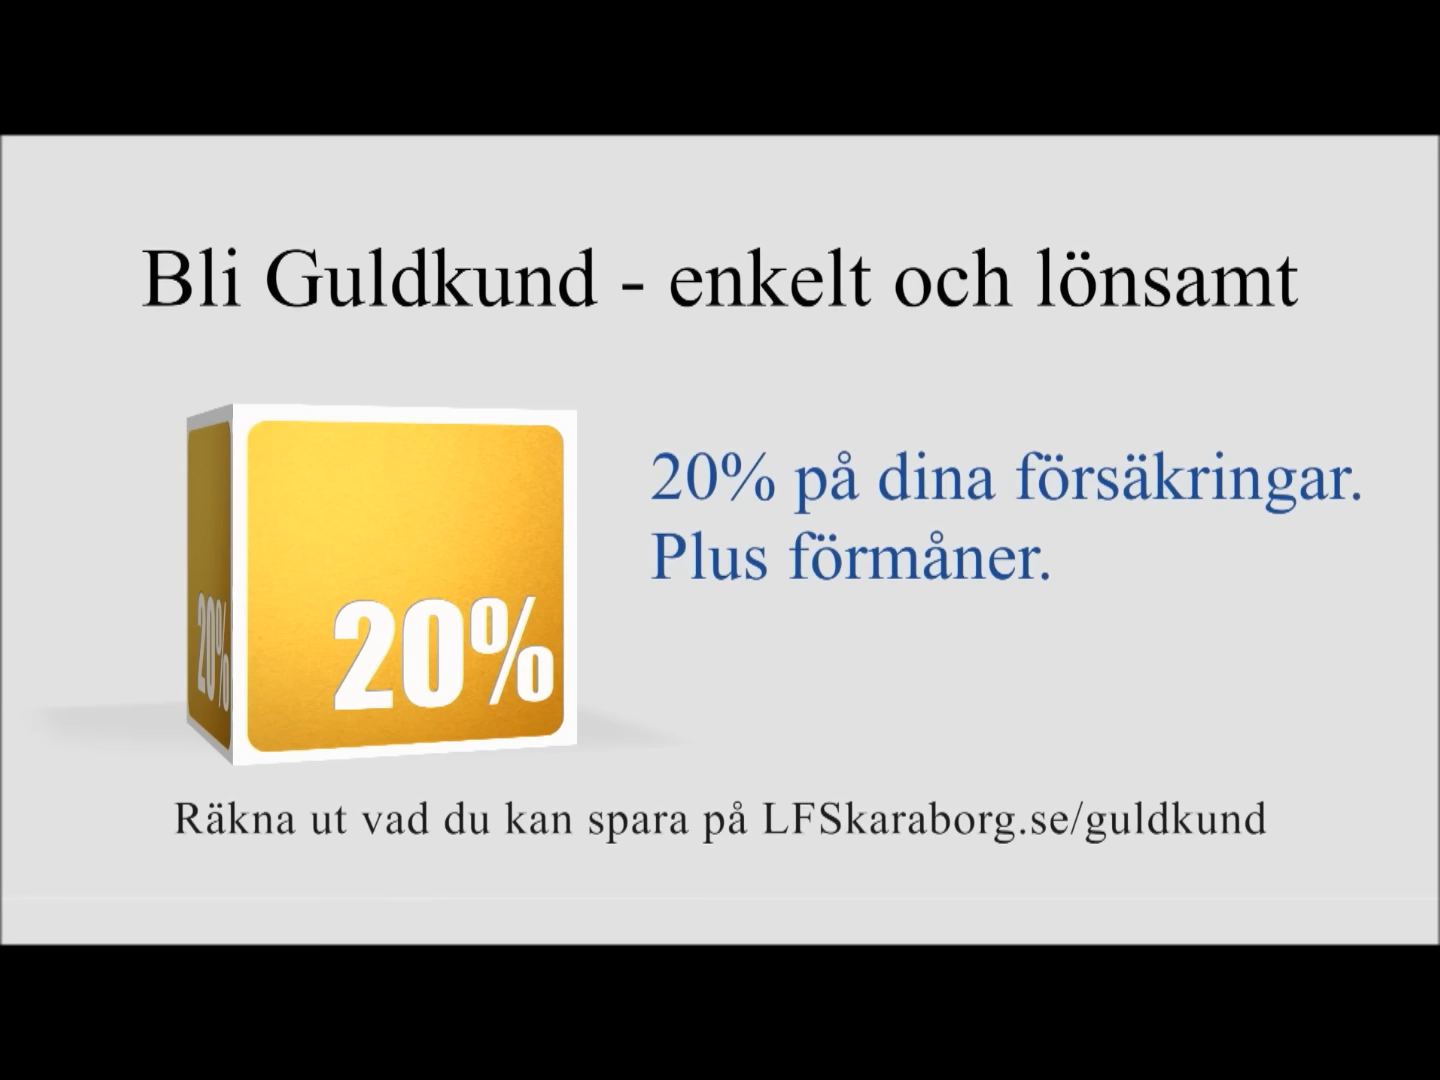 Bli Guldkund - enkelt och lönsamt
20% på dina försäkringar.
Plus förmåner.
20%
20%
Räkna ut vad du kan spara på LFSkaraborg.se/guldkund